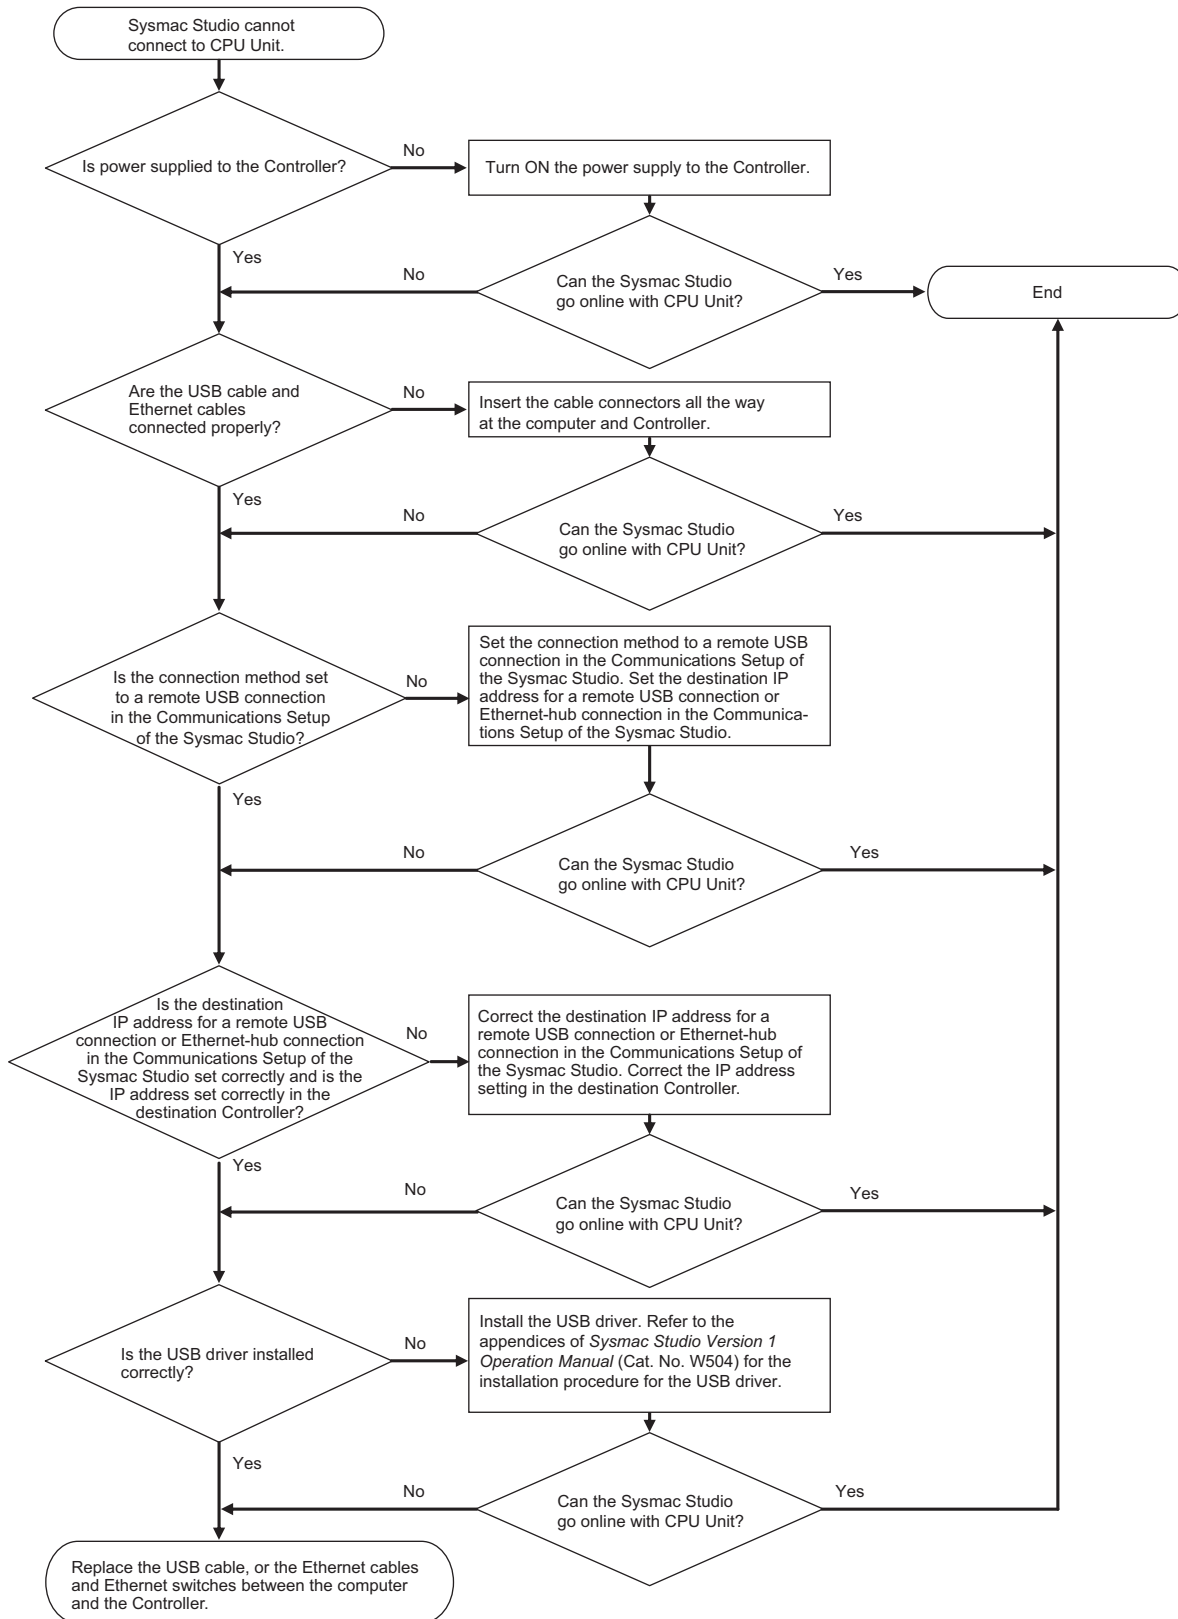 Sysmac Studio cannot
connect to CPU Unit.
Is power supplied to the Controller?
No
Turn ON the power supply to the Controller.
Yes
No
Can the Sysmac Studio
go online with CPU Unit?
Yes
End
Are the USB cable and
Ethernet cables
connected properly?
No
Insert the cable connectors all the way
at the computer and Controller.
Yes
No
Can the Sysmac Studio
go online with CPU Unit?
Yes
Is the connection method set
to a remote USB connection
in the Communications Setup
of the Sysmac Studio?
No
Set the connection method to a remote USB
connection in the Communications Setup of
the Sysmac Studio. Set the destination IP
address for a remote USB connection or
Ethernet-hub connection in the Communica-
tions Setup of the Sysmac Studio.
Yes
No
Can the Sysmac Studio
go online with CPU Unit?
Yes
Is the destination
IP address for a remote USB
connection or Ethernet-hub connection
in the Communications Setup of the
Sysmac Studio set correctly and is the
IP address set correctly in the
destination Controller?
No
Correct the destination IP address for a
remote USB connection or Ethernet-hub
connection in the Communications Setup of
the Sysmac Studio. Correct the IP address
setting in the destination Controller.
Yes
No
Can the Sysmac Studio
go online with CPU Unit?
Yes
Is the USB driver installed
correctly?
No
Install the USB driver. Refer to the
appendices of Sysmac Studio Version 1
Operation Manual (Cat. No. W504) for the
installation procedure for the USB driver.
Yes
No
Can the Sysmac Studio
go online with CPU Unit?
Yes
Replace the USB cable, or the Ethernet cables
and Ethernet switches between the computer
and the Controller.